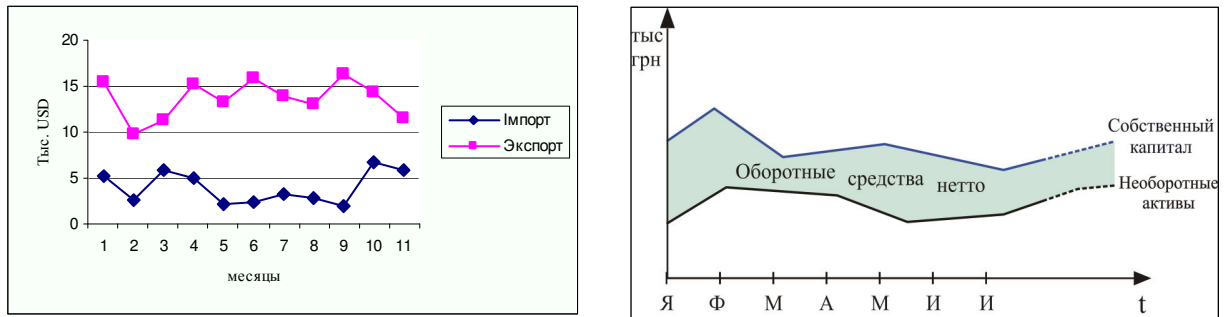 20
15
10
5
0
Тыс. USD
1 2 3 4 5 6 7 8 9 10 11
месяцы
Імпорт
Экспорт
тыс
грн
Собственный
капитал
Оборотные средства нетто
Необоротные
активы
Я Ф М А М И И t